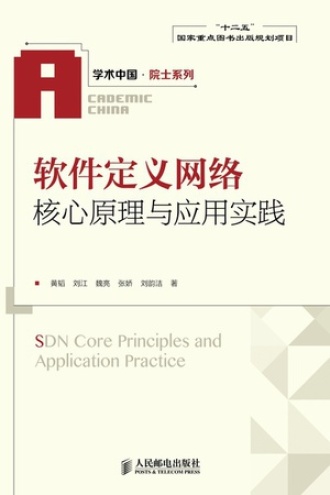 “十二五”
国家重点图书出版规划项目
学术中国·院士系列
ACADEMIC
CHINA
软件定义网络
核心原理与应用实践
黄韬 刘江 魏亮 张娇 刘韵洁 著
SDN Core Principles and
Application Practice
人民邮电出版社
POSTS & TELECOM PRESS